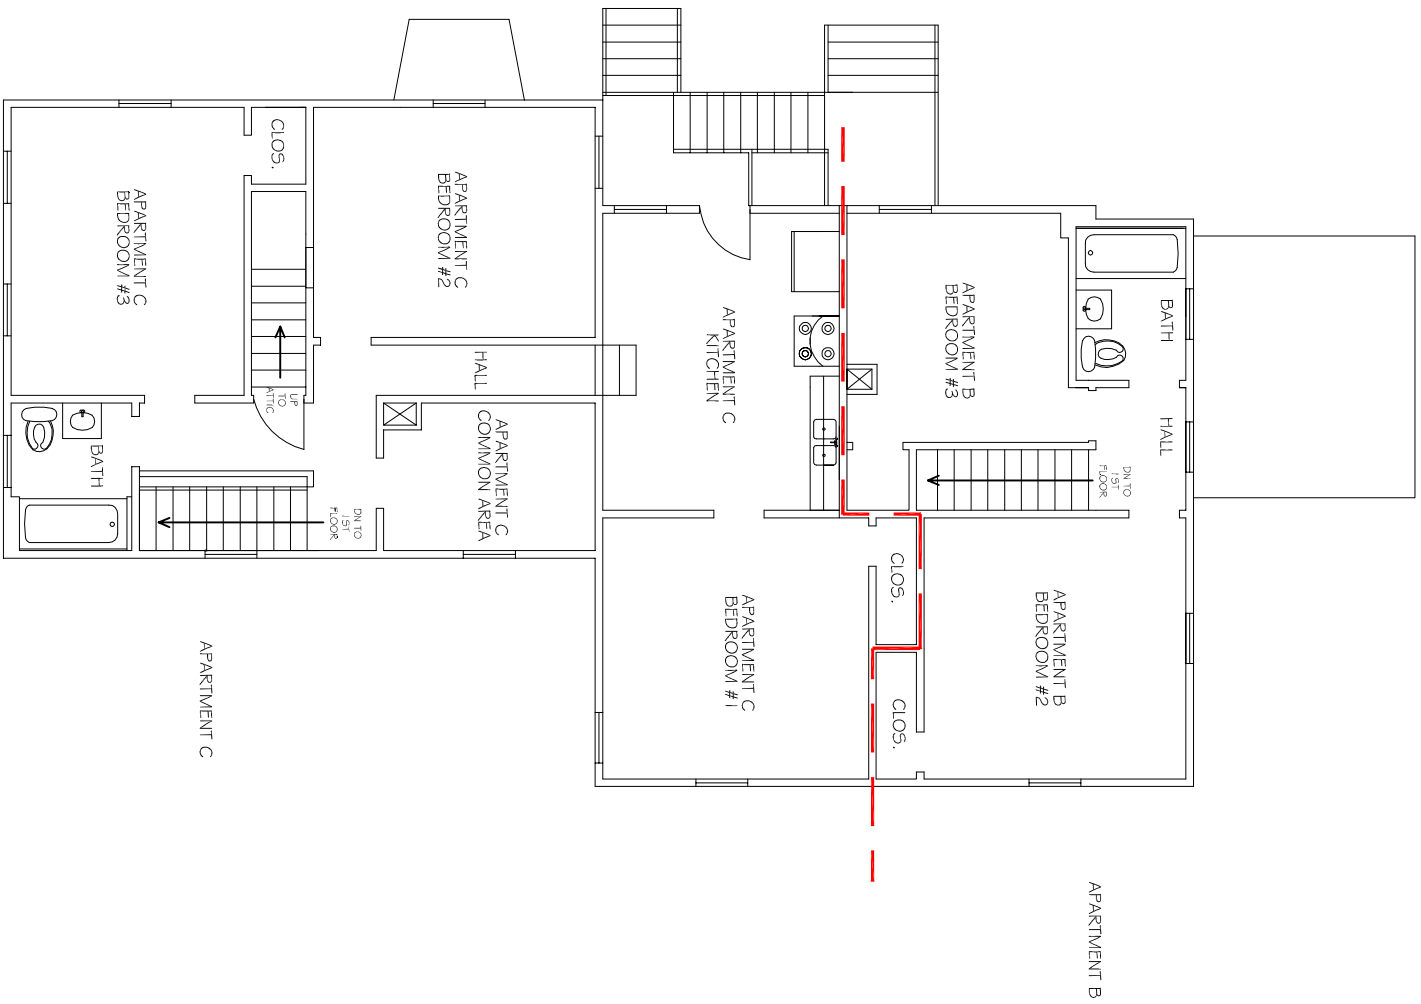 CLOS.
APARTMENT C
BEDROOM #3
APARTMENT C
BEDROOM #2
UP
TO
ATTIC
HALL
BATH
APARTMENT C
COMMON AREA
DN TO
1ST
FLOOR
APARTMENT C
KITCHEN
APARTMENT B
BEDROOM #3
BATH
HALL
DN TO
1ST
FLOOR
CLOS.
APARTMENT C
BEDROOM #1
CLOS.
APARTMENT B
BEDROOM #2
APARTMENT C
APARTMENT B